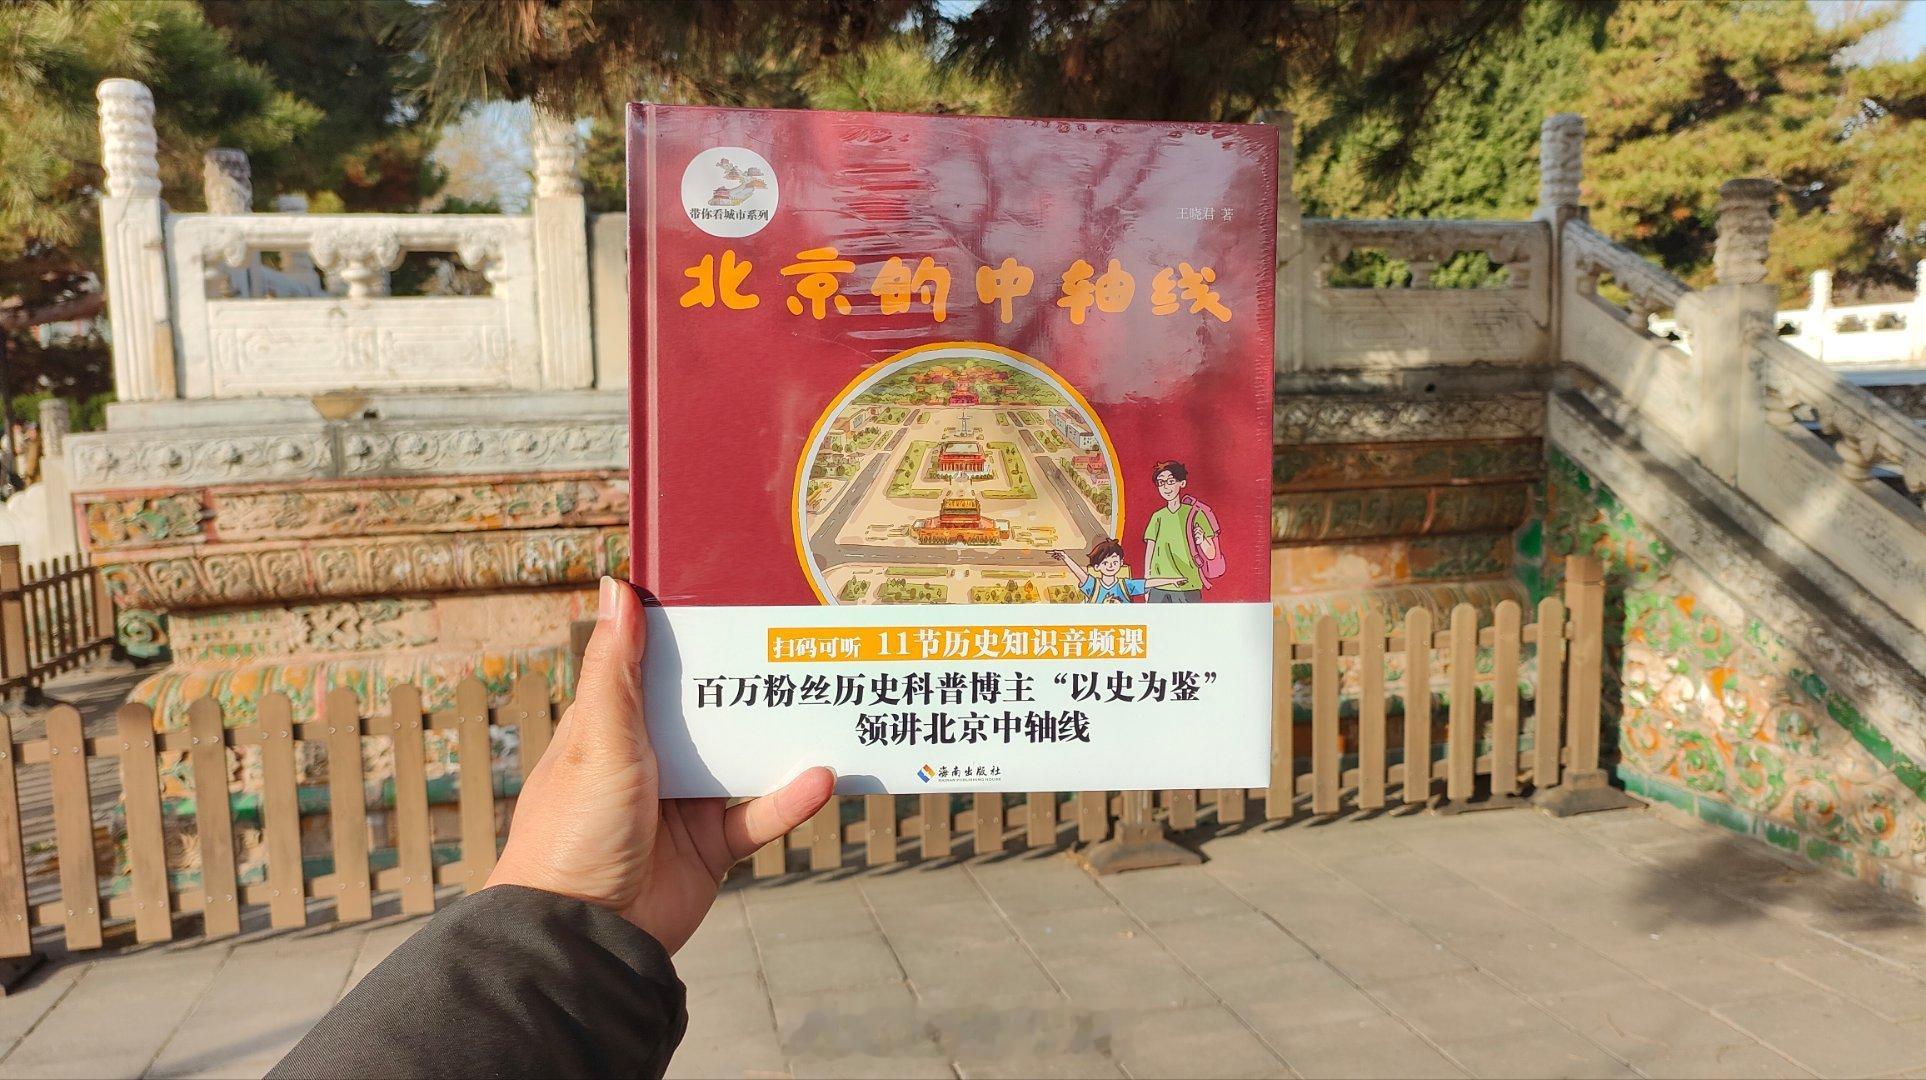 带你看城市系列
王晓君 著
北京的中轴线
扫码可听 11节历史知识音频课
百万粉丝历史科普博主“以史为鉴”
领讲北京中轴线
海南出版社
HAINAN PUBLISHING HOUSE